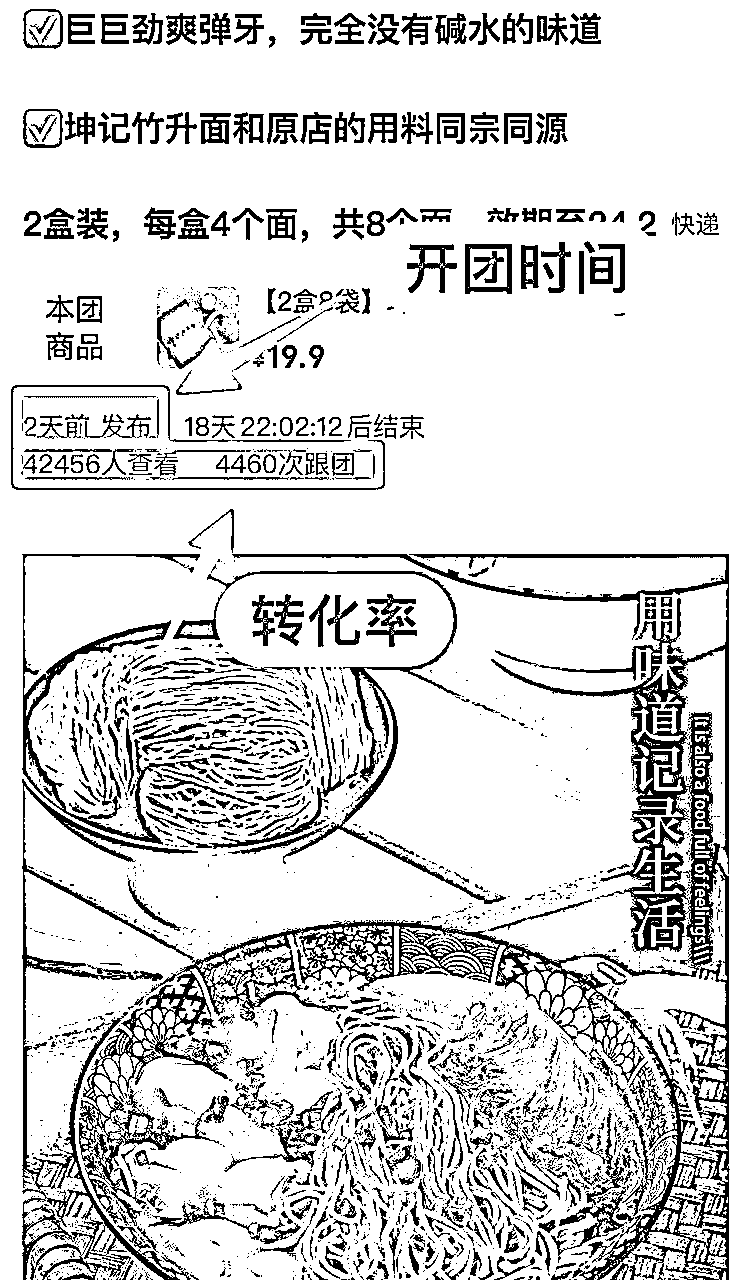 巨巨劲爽弹牙，完全没有碱水的味道
坤记竹升面和原店的用料同宗同源
2盒装，每盒4个面，共8个面，效期至24.2 快递
开团时间
本团
商品
【2盒8袋】
¥19.9
2天前 发布 18天 22:02:12 后结束
42456人查看 4460次跟团
转化率
用味道记录生活
It is also a food full of feelings